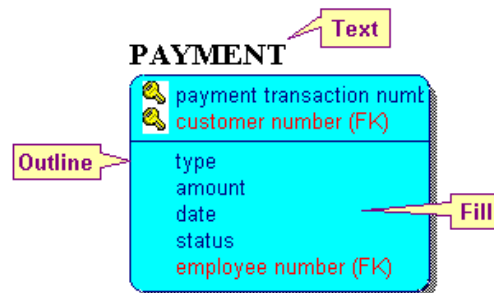 Text
PAYMENT
payment transaction numb
customer number (FK)
Outline
type
amount
date
Fill
status
employee number (FK)